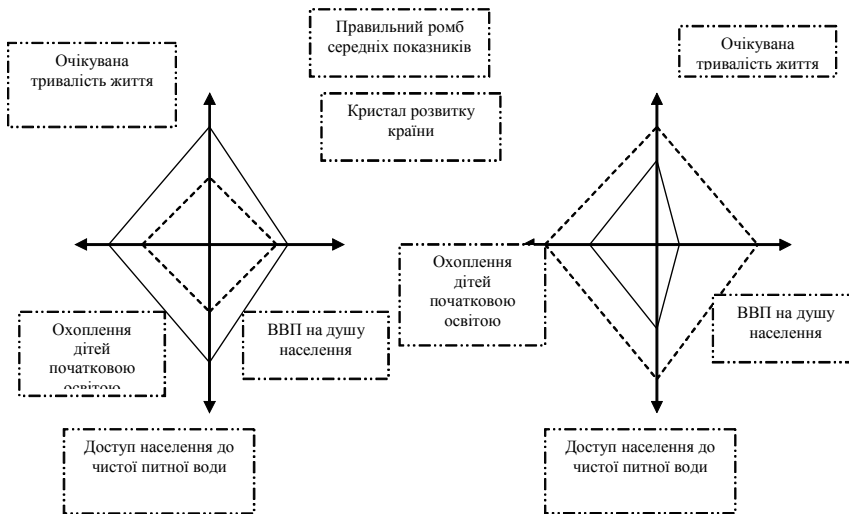 Правильний ромб
середніх показників
Очікувана
тривалість життя
Очікувана
тривалість життя
Кристал розвитку
країни
Охоплення
дітей
початковою
освітою
ВВП на душу
населення
Охоплення
дітей
початковою
освітою
ВВП на душу
населення
Доступ населення до
чистої питної води
Доступ населення до
чистої питної води